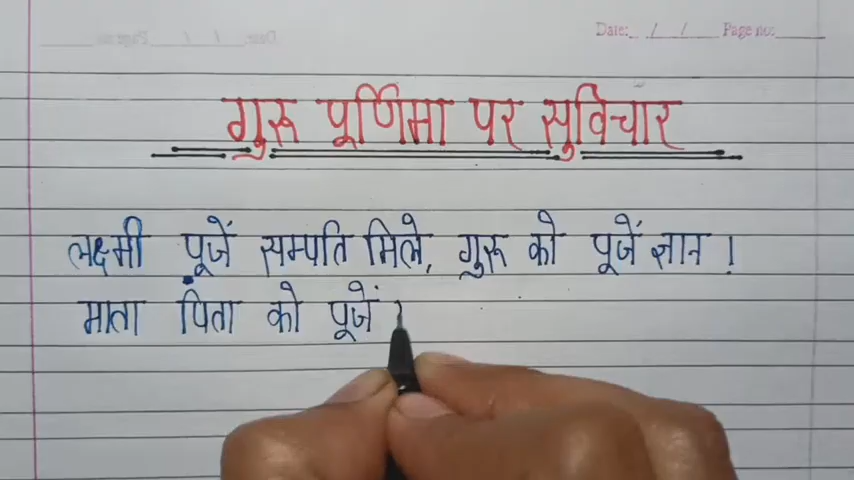 Date: / / Page no:
गुरू पूर्णिमा पर सुविचार
लक्ष्मी पूजें सम्पति मिले, गुरू को पूजें ज्ञान ।
माता पिता को पूजें